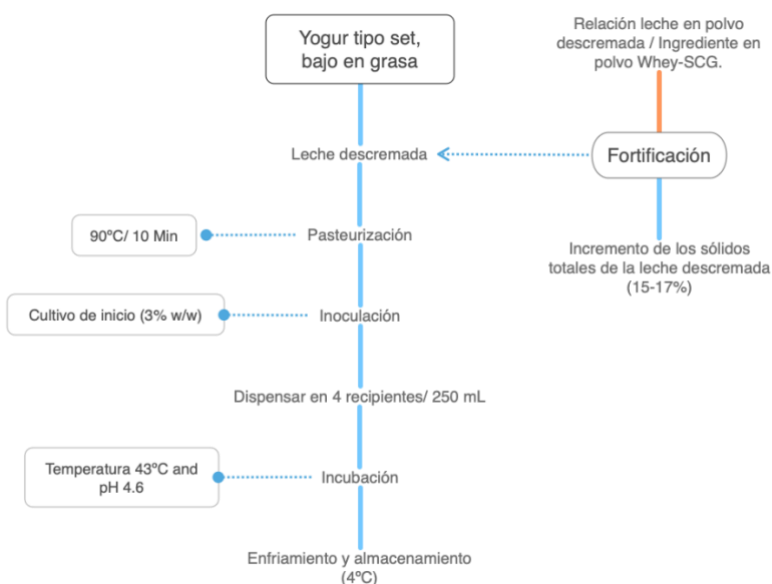 Yogur tipo set,
bajo en grasa
Relación leche en polvo
descremada / Ingrediente en
polvo Whey-SCG.
Leche descremada
Fortificación
90ºC/ 10 Min
Pasteurización
Incremento de los sólidos
totales de la leche descremada
(15-17%)
Cultivo de inicio (3% w/w)
Inoculación
Dispensar en 4 recipientes/ 250 mL
Temperatura 43ºC and
pH 4.6
Incubación
Enfriamiento y almacenamiento
(4ºC)